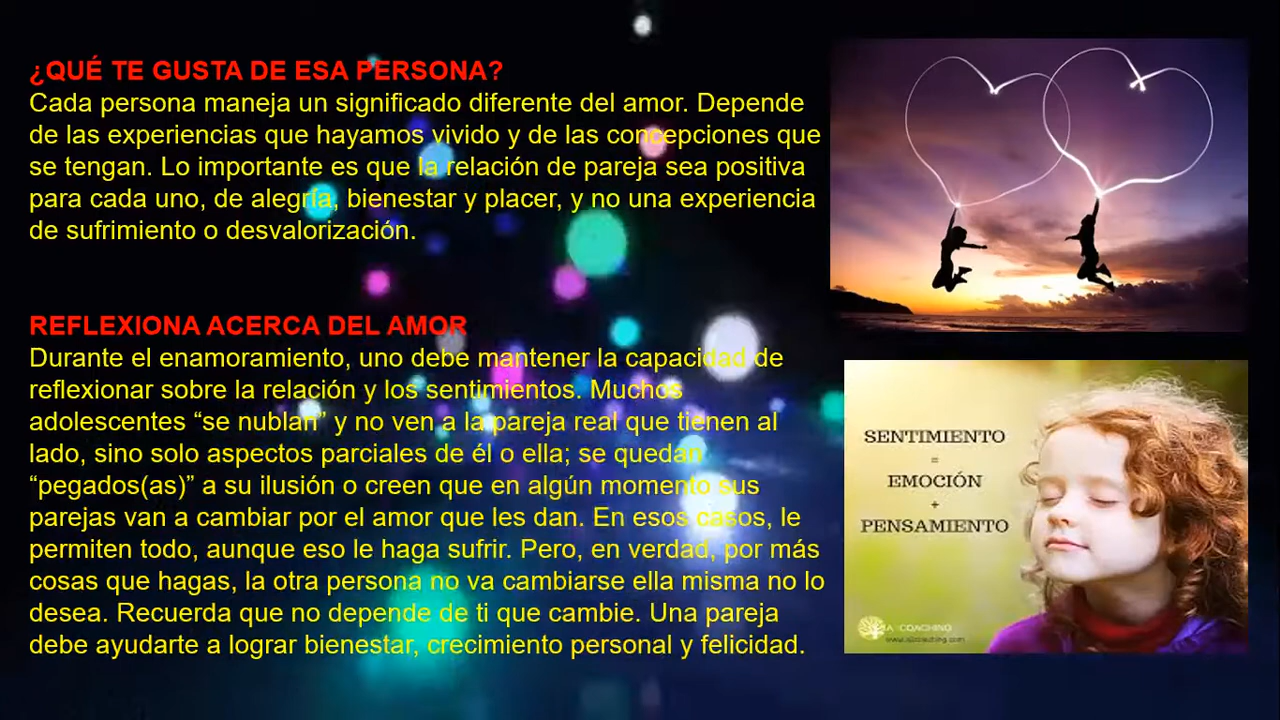 ¿QUÉ TE GUSTA DE ESA PERSONA?
Cada persona maneja un significado diferente del amor. Depende
de las experiencias que hayamos vivido y de las concepciones que
se tengan. Lo importante es que la relación de pareja sea positiva
para cada uno, de alegría, bienestar y placer, y no una experiencia
de sufrimiento o desvalorización.
REFLEXIONA ACERCA DEL AMOR
Durante el enamoramiento, uno debe mantener la capacidad de
reflexionar sobre la relación y los sentimientos. Muchos
adolescentes “se nublan” y no ven a la pareja real que tienen al
lado, sino solo aspectos parciales de él o ella; se quedan
“pegados(as)” a su ilusión o creen que en algún momento sus
parejas van a cambiar por el amor que les dan. En esos casos, le
permiten todo, aunque eso le haga sufrir. Pero, en verdad, por más
cosas que hagas, la otra persona no va cambiarse ella misma no lo
desea. Recuerda que no depende de ti que cambie. Una pareja
debe ayudarte a lograr bienestar, crecimiento personal y felicidad.
SENTIMIENTO
=
EMOCIÓN
+
PENSAMIENTO
COACHING